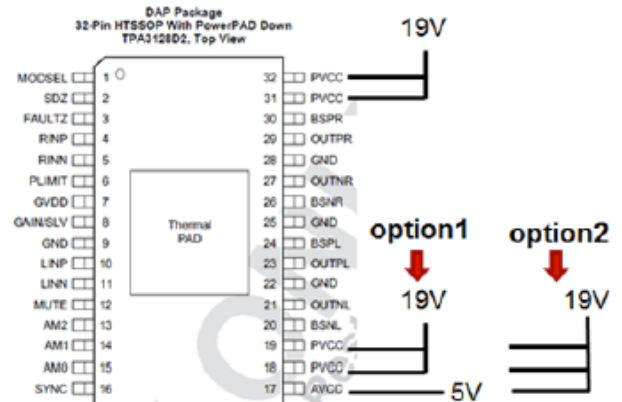 DAP Package
32-Pin HTSSOP With PowerPAD Down
TPA3128D2, Top View
19V
MODSEL 1 32 PVCC
SDZ 2 31 PVCC
FAULTZ 3 30 BSPR
RINP 4 29 OUTPR
RINN 5 28 GND
PLIMIT 6 27 OUTNR
GVDD 7 26 BSNR
GAIN/SLV 8 25 GND
GND 9 24 BSPL
LINP 10 23 OUTPL
LINN 11 22 GND
MUTE 12 21 OUTNL
AM2 13 20 BSNL
AM1 14 19 PVCC
AM0 15 18 PVCC
SYNC 16 17 AVCC
Thermal
PAD
option1 option2
19V 19V
5V